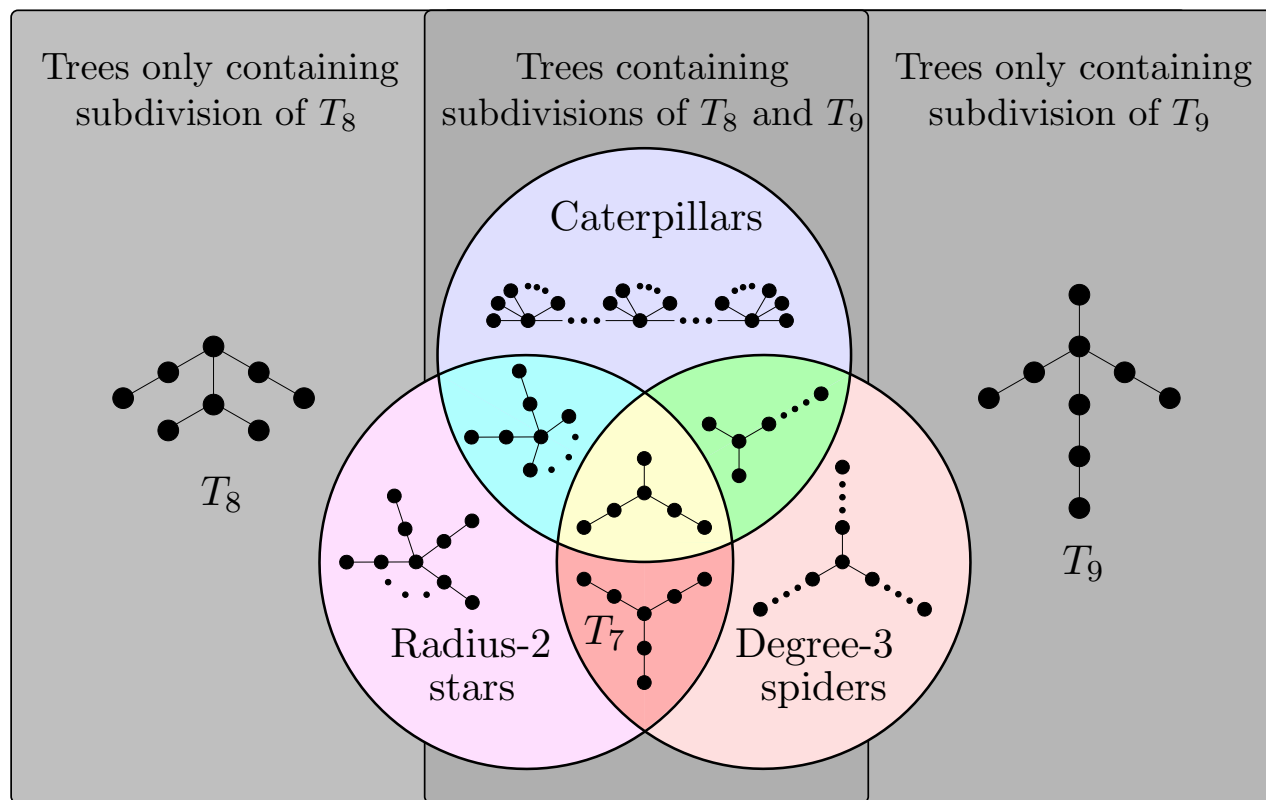 Trees only containing
subdivision of T₈
Trees containing
subdivisions of T₈ and T₉
Trees only containing
subdivision of T₉
Caterpillars
T₈
T₉
T₇
Radius-2
stars
Degree-3
spiders